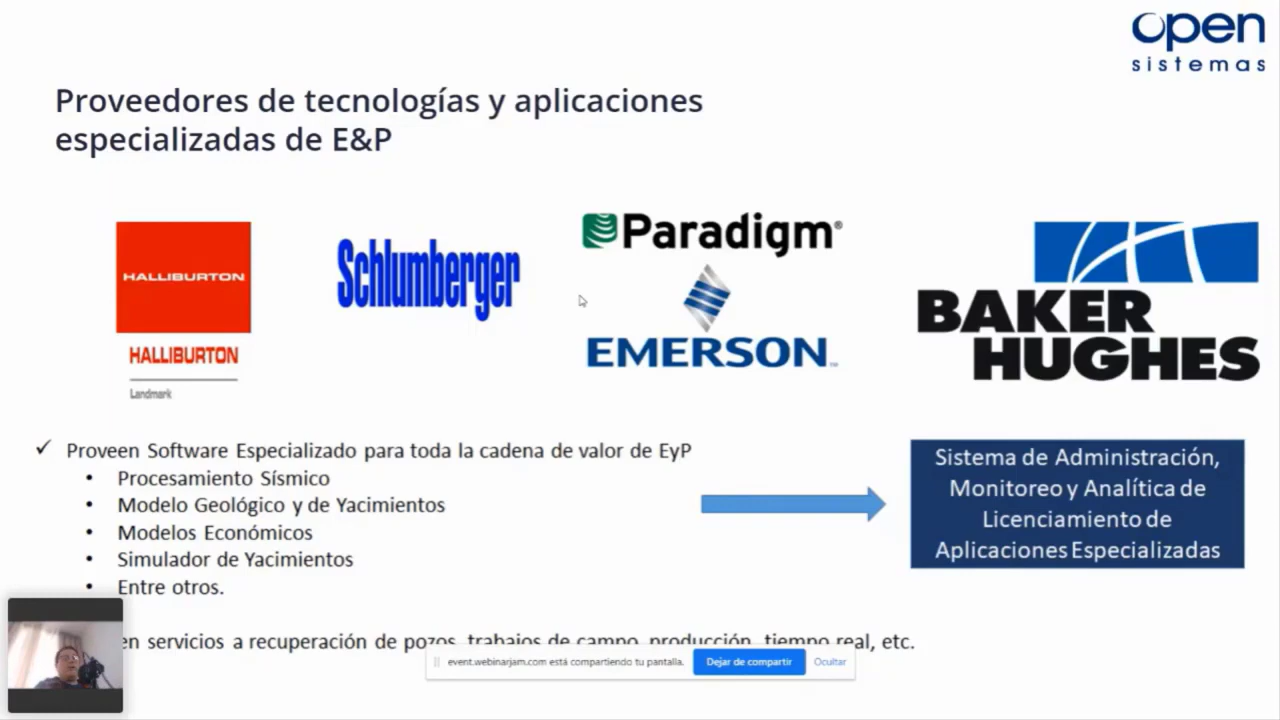 open
sistemas
Proveedores de tecnologías y aplicaciones
especializadas de E&P
HALLIBURTON
HALLIBURTON
Landmark
Schlumberger
Paradigm®
EMERSON™
BAKER
HUGHES
✓ Proveen Software Especializado para toda la cadena de valor de EyP
• Procesamiento Sísmico
• Modelo Geológico y de Yacimientos
• Modelos Económicos
• Simulador de Yacimientos
• Entre otros.
Sistema de Administración,
Monitoreo y Analítica de
Licenciamiento de
Aplicaciones Especializadas
en servicios a recuperación de pozos, trabajos de campo, producción, tiempo real, etc.
event.webinarjam.com está compartiendo tu pantalla.
Dejar de compartir
Ocultar